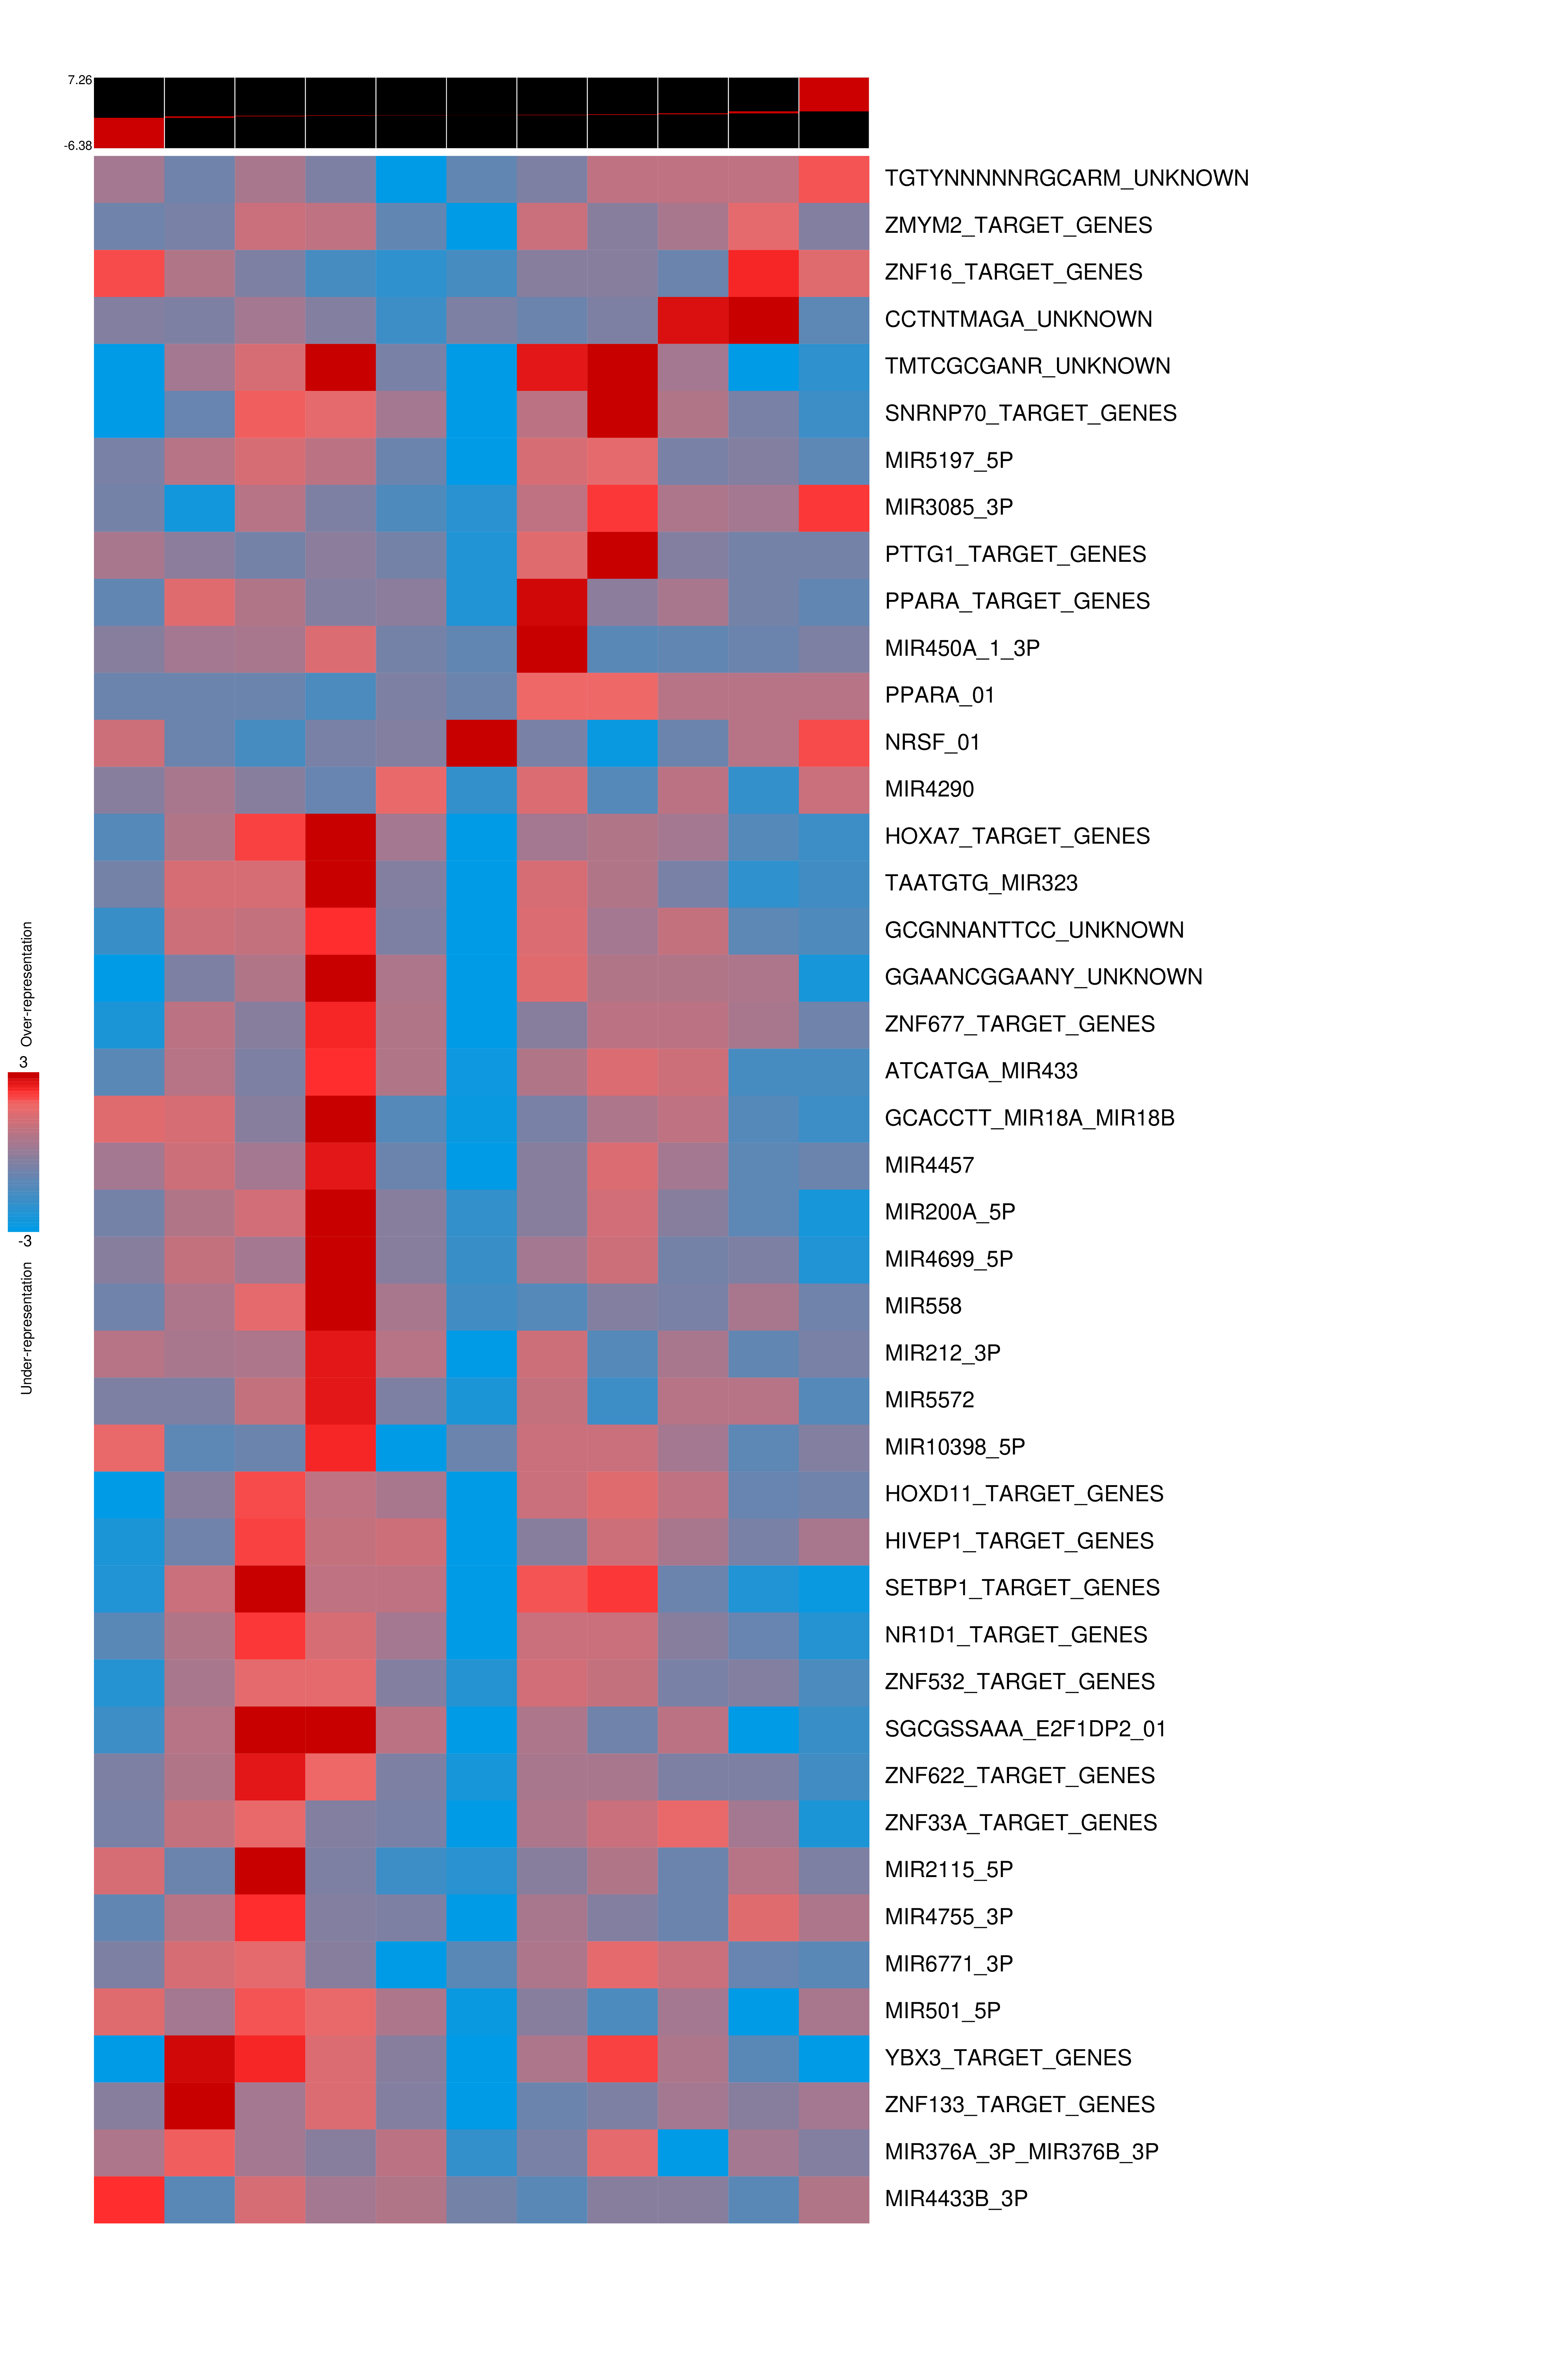 7.26
-6.38
TGTYNNNNNRGCARM_UNKNOWN
ZMYM2_TARGET_GENES
ZNF16_TARGET_GENES
CCTNTMAGA_UNKNOWN
TMTCGCGANR_UNKNOWN
SNRNP70_TARGET_GENES
MIR5197_5P
MIR3085_3P
PTTG1_TARGET_GENES
PPARA_TARGET_GENES
MIR450A_1_3P
PPARA_01
NRSF_01
MIR4290
HOXA7_TARGET_GENES
TAATGTG_MIR323
GCGNNANTTCC_UNKNOWN
GGAANCGGAANY_UNKNOWN
ZNF677_TARGET_GENES
ATCATGA_MIR433
GCACCTT_MIR18A_MIR18B
MIR4457
MIR200A_5P
MIR4699_5P
MIR558
MIR212_3P
MIR5572
MIR10398_5P
HOXD11_TARGET_GENES
HIVEP1_TARGET_GENES
SETBP1_TARGET_GENES
NR1D1_TARGET_GENES
ZNF532_TARGET_GENES
SGCGSSAAA_E2F1DP2_01
ZNF622_TARGET_GENES
ZNF33A_TARGET_GENES
MIR2115_5P
MIR4755_3P
MIR6771_3P
MIR501_5P
YBX3_TARGET_GENES
ZNF133_TARGET_GENES
MIR376A_3P_MIR376B_3P
MIR4433B_3P
Over-representation
3
-3
Under-representation